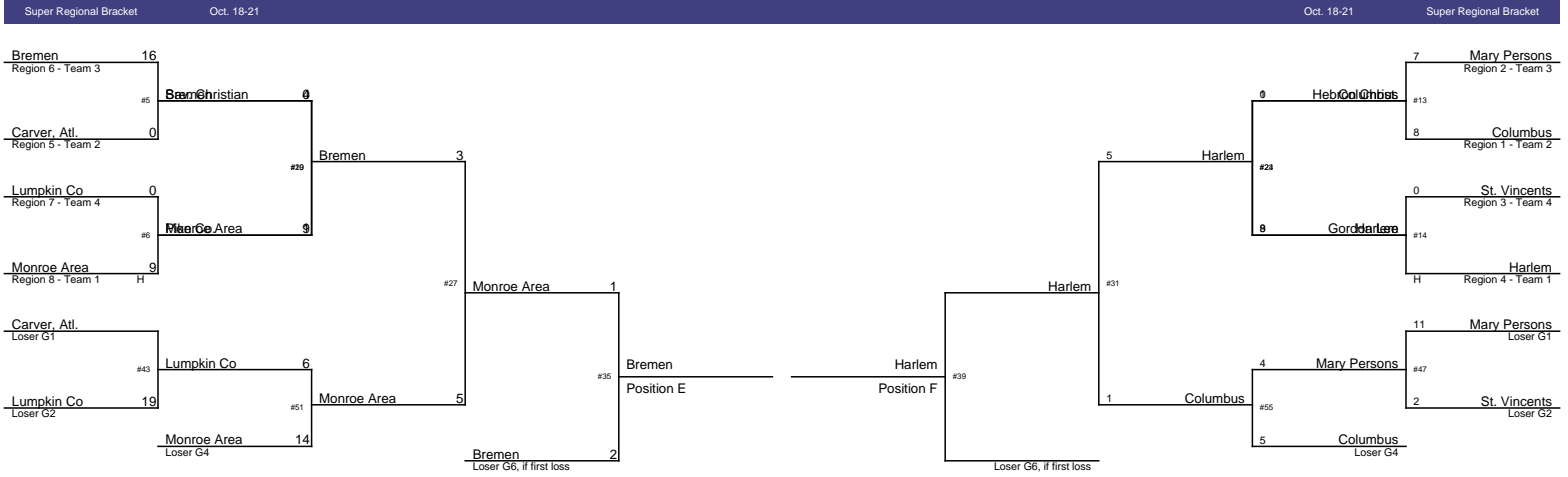 Super Regional Bracket Oct. 18-21 Oct. 18-21 Super Regional Bracket
Bremen 16
Region 6 - Team 3
#5
Carver, Atl. 0
Region 5 - Team 2
Bremen 3
Lumpkin Co 0
Region 7 - Team 4
#6
Monroe Area 9
Region 8 - Team 1 H
#27
Monroe Area 1
Carver, Atl.
Loser G1
#43
Lumpkin Co 6
Lumpkin Co 19
Loser G2
#51
Monroe Area 5
Monroe Area 14
Loser G4
#35
Bremen
Position E
Bremen 2
Loser G6, if first loss
7 Mary Persons
Region 2 - Team 3
#13
8 Columbus
Region 1 - Team 2
5 Harlem
0 St. Vincents
Region 3 - Team 4
#14
Harlem
H Region 4 - Team 1
Harlem
#31
11 Mary Persons
Loser G1
4 Mary Persons
#47
2 St. Vincents
Loser G2
1 Columbus
#55
5 Columbus
Loser G4
Harlem
#39
Position F
Loser G6, if first loss